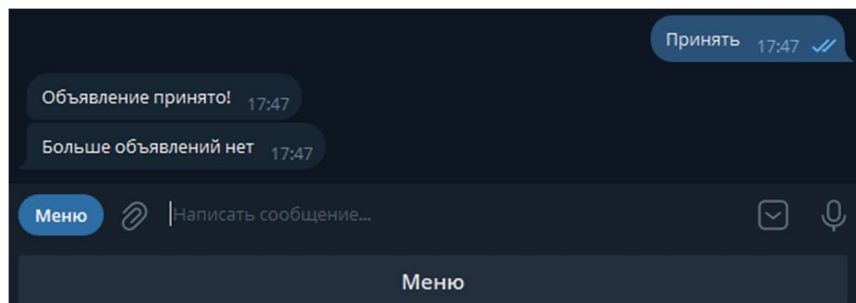 Принять 17:47
Объявление принято! 17:47
Больше объявлений нет 17:47
Меню Написать сообщение...
Меню